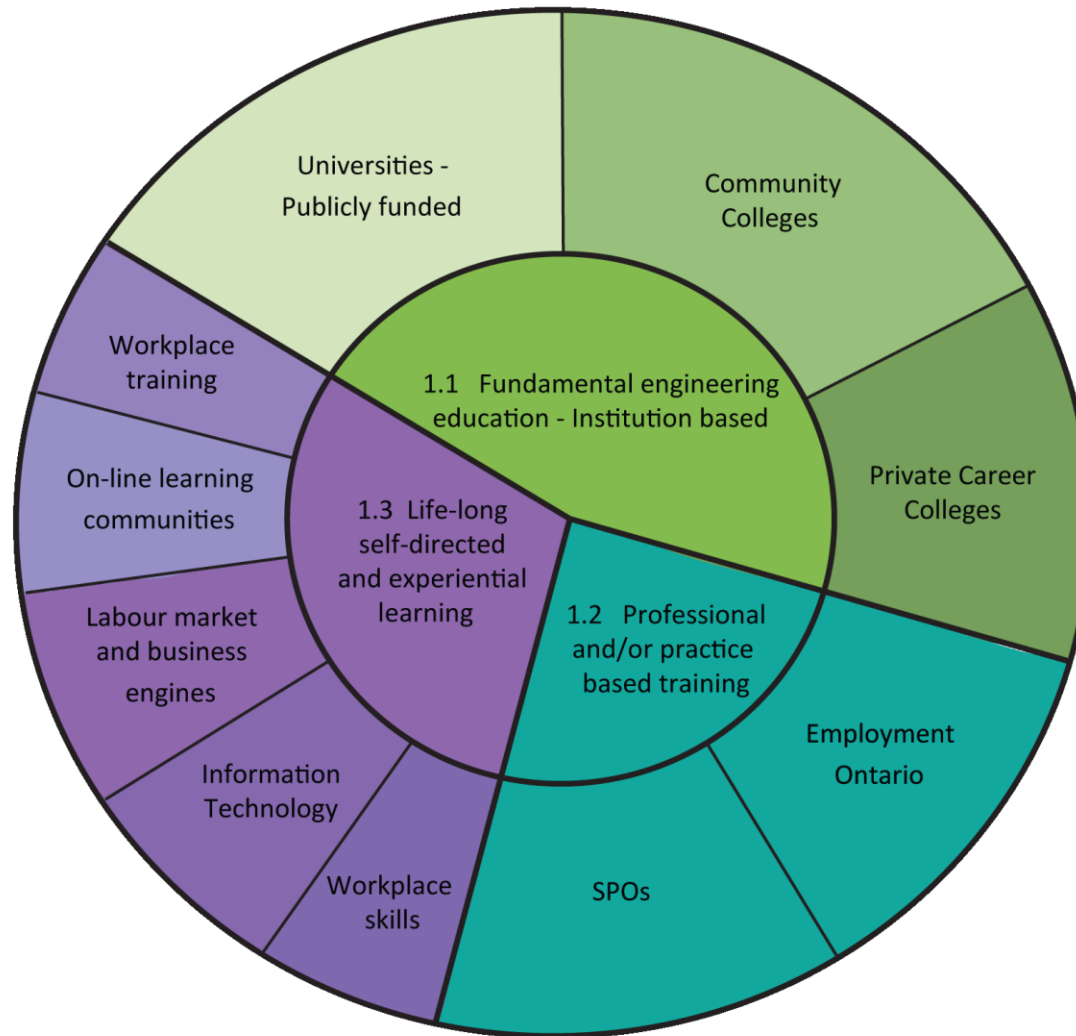 Universities -
Publicly funded
Community
Colleges
Private Career
Colleges
1.1 Fundamental engineering
education - Institution based
Workplace
training
On-line learning
communities
Labour market
and business
engines
Information
Technology
Workplace
skills
1.3 Life-long
self-directed
and experiential
learning
1.2 Professional
and/or practice
based training
Employment
Ontario
SPOs